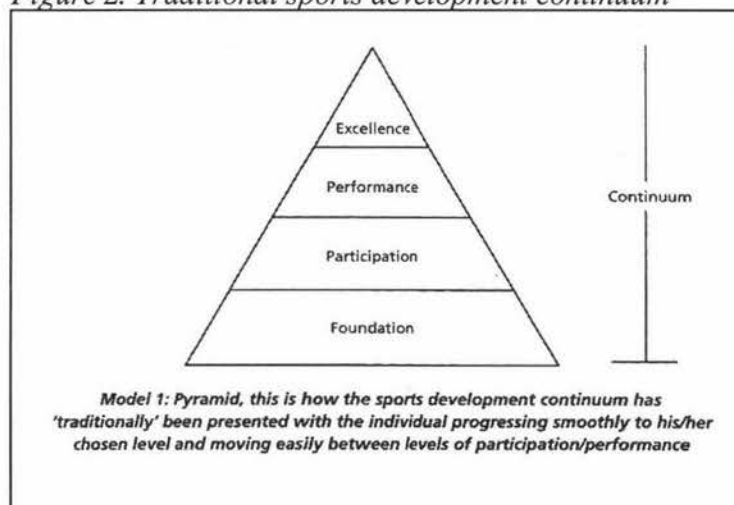 Figure 2. Traditional sports development continuum
Excellence
Performance
Continuum
Participation
Foundation
Model 1: Pyramid, this is how the sports development continuum has
'traditionally' been presented with the individual progressing smoothly to his/her
chosen level and moving easily between levels of participation/performance